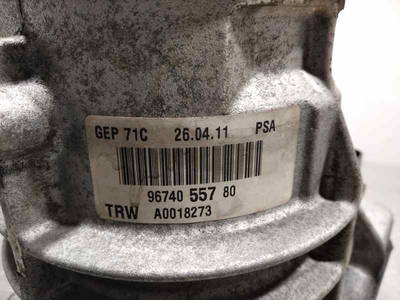 GEP 71C 26.04.11 PSA
96740 557 80
TRW A0018273